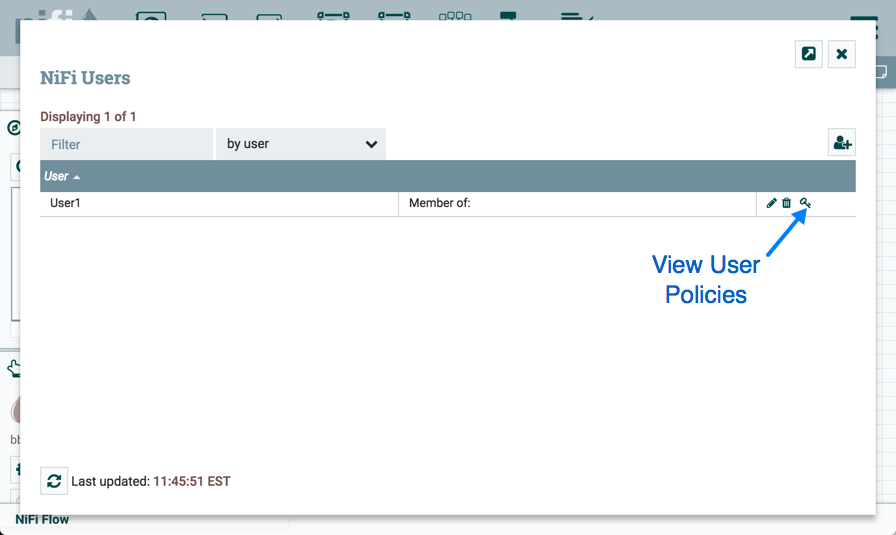 nifi
NiFi Users
Displaying 1 of 1
Filter
by user
User
User1
Member of:
View User
Policies
Last updated: 11:45:51 EST
NiFi Flow